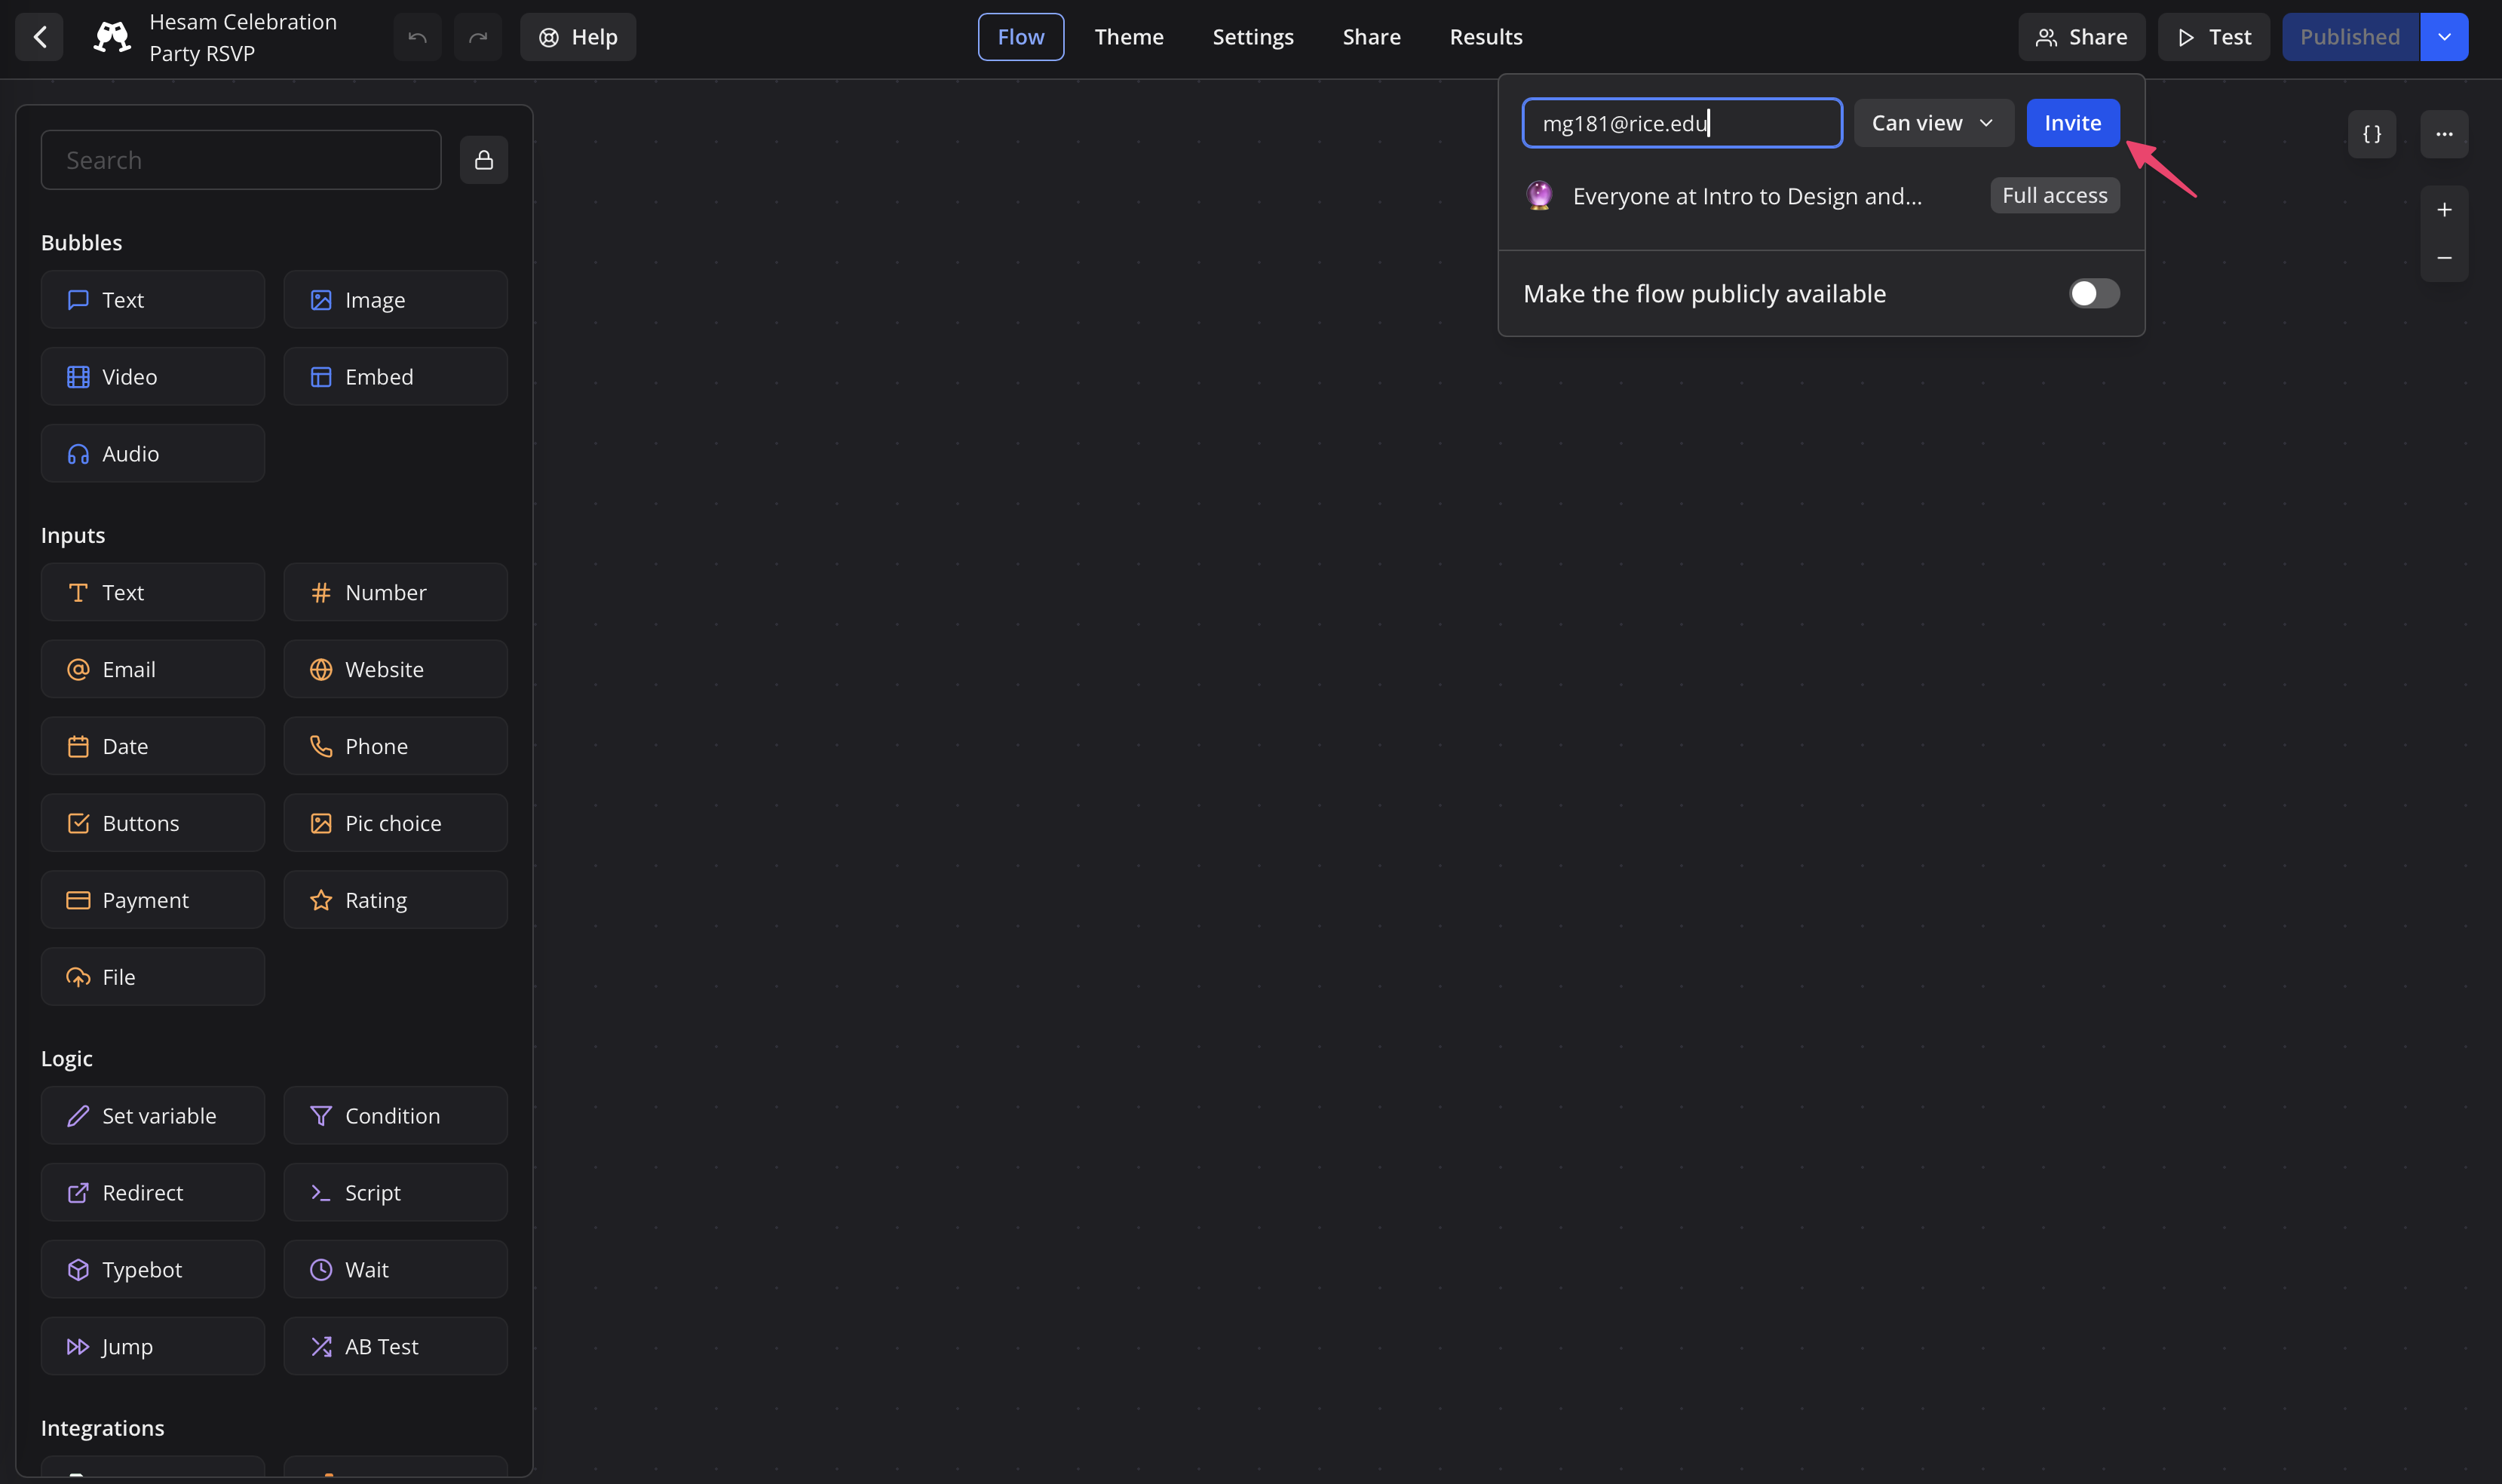 Hesam Celebration
Party RSVP
Help
Flow
Theme
Settings
Share
Results
Share
Test
Published
mg181@rice.edu
Can view
Invite
Everyone at Intro to Design and...
Full access
Make the flow publicly available
Search
Bubbles
Text
Image
Video
Embed
Audio
Inputs
Text
Number
Email
Website
Date
Phone
Buttons
Pic choice
Payment
Rating
File
Logic
Set variable
Condition
Redirect
Script
Typebot
Wait
Jump
AB Test
Integrations